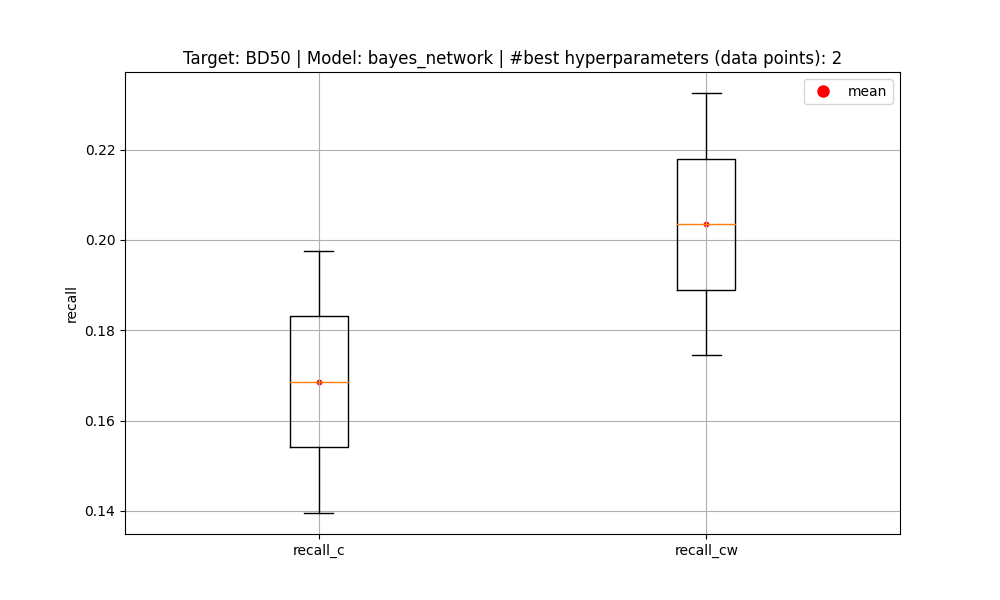 Target: BD50 | Model: bayes_network | #best hyperparameters (data points): 2
mean
0.22
0.20
0.18
0.16
0.14
recall
recall_c
recall_cw